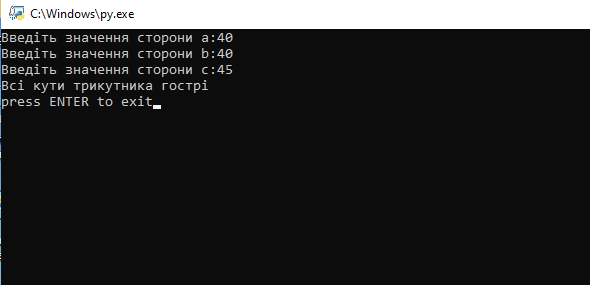 C:\Windows\py.exe
Введіть значення сторони a:40
Введіть значення сторони b:40
Введіть значення сторони c:45
Всі кути трикутника гострі
press ENTER to exit